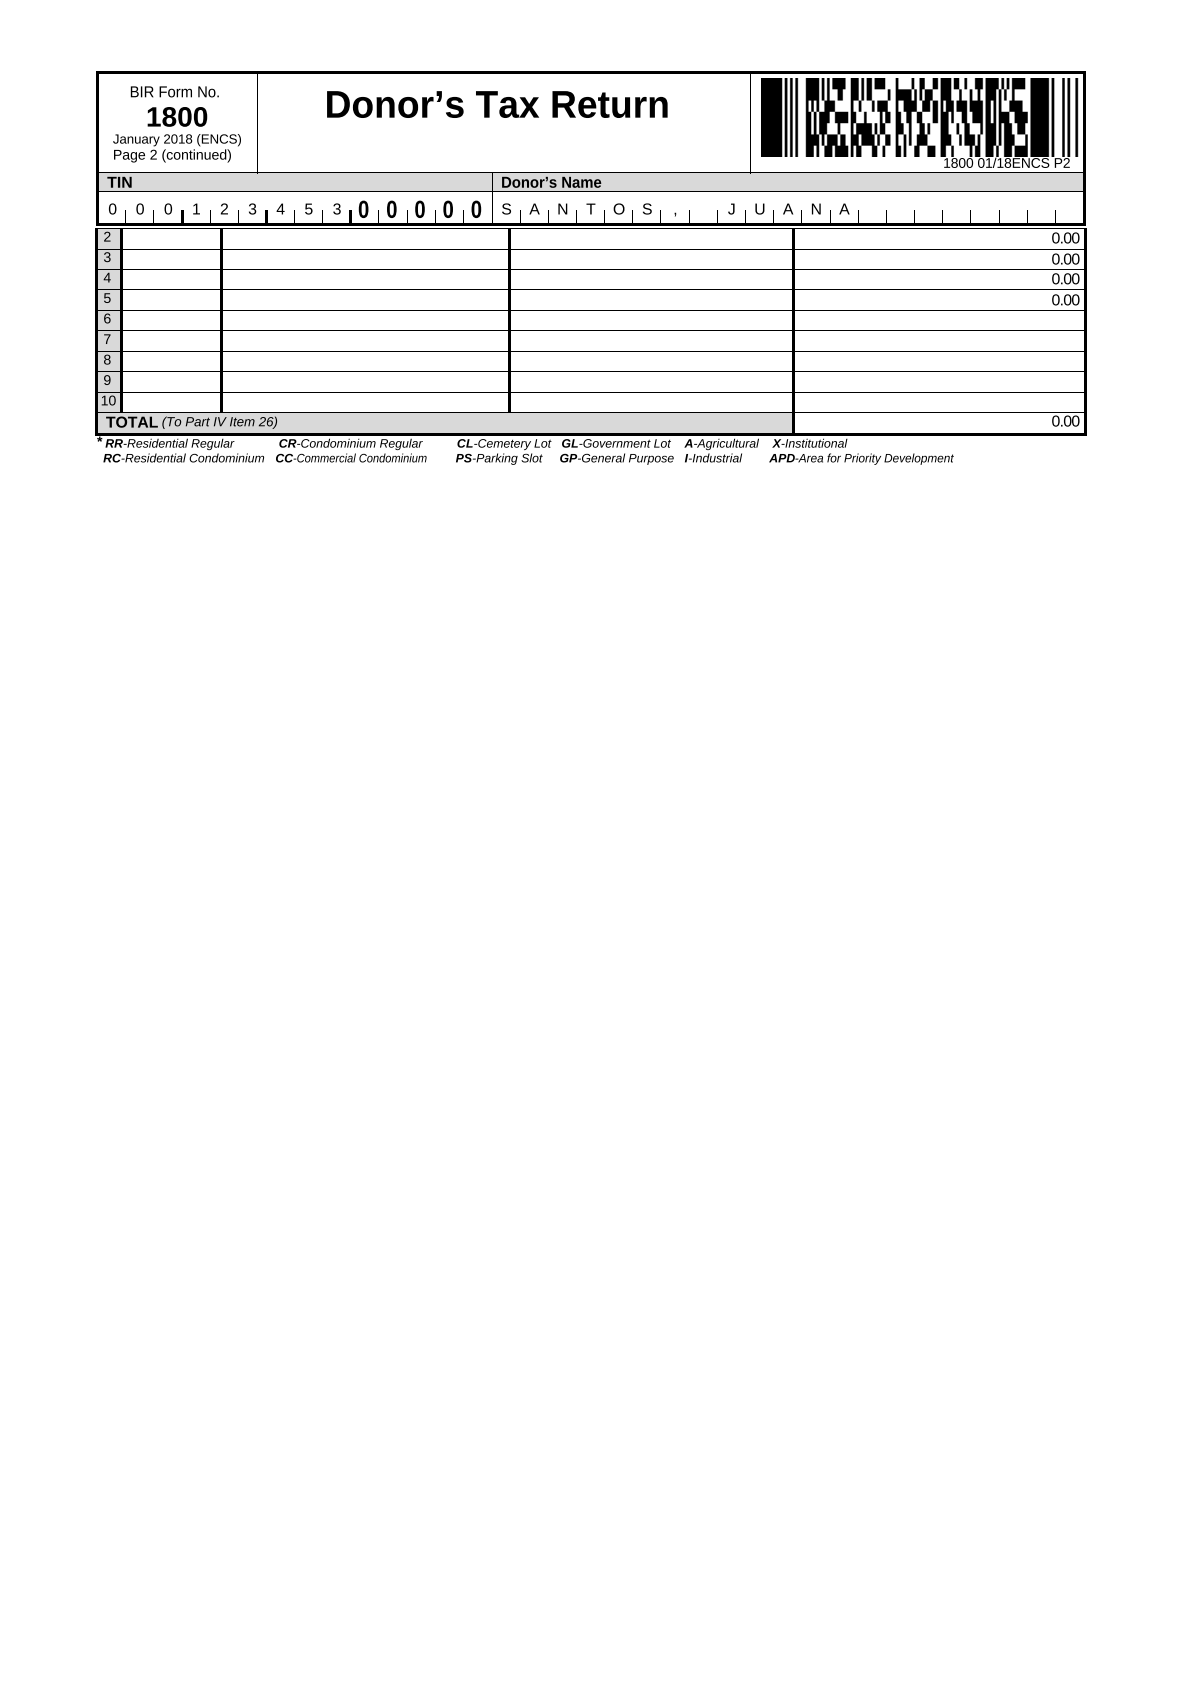 BIR Form No.
1800
January 2018 (ENCS)
Page 2 (continued)
Donor’s Tax Return
1800 01/18ENCS P2
TIN Donor’s Name
0 0 0 1 2 3 4 5 3 0 0 0 0 0 S A N T O S , J U A N A
2 0.00
3 0.00
4 0.00
5 0.00
6
7
8
9
10
TOTAL (To Part IV Item 26) 0.00
* RR-Residential Regular CR-Condominium Regular CL-Cemetery Lot GL-Government Lot A-Agricultural X-Institutional
RC-Residential Condominium CC-Commercial Condominium PS-Parking Slot GP-General Purpose I-Industrial APD-Area for Priority Development